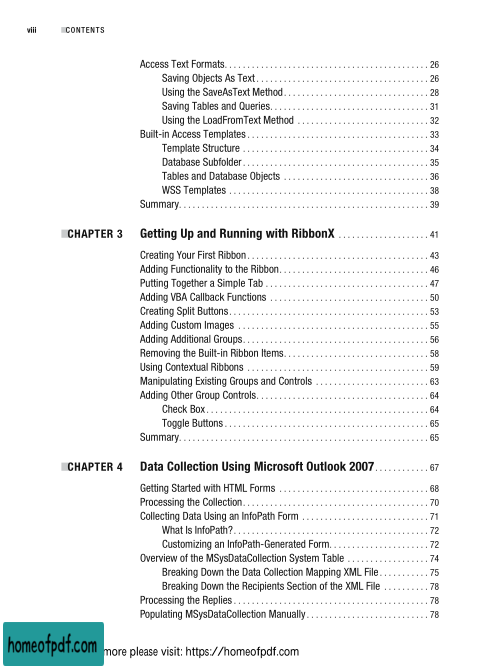 viii CONTENTS
Access Text Formats. . . . . . . . . . . . . . . . . . . . . . . . . . . . . . . . . . . . . . . . . . . . . 26
Saving Objects As Text . . . . . . . . . . . . . . . . . . . . . . . . . . . . . . . . . . . . . . 26
Using the SaveAsText Method . . . . . . . . . . . . . . . . . . . . . . . . . . . . . . . . 28
Saving Tables and Queries. . . . . . . . . . . . . . . . . . . . . . . . . . . . . . . . . . . 31
Using the LoadFromText Method . . . . . . . . . . . . . . . . . . . . . . . . . . . . . 32
Built-in Access Templates . . . . . . . . . . . . . . . . . . . . . . . . . . . . . . . . . . . . . . . . 33
Template Structure . . . . . . . . . . . . . . . . . . . . . . . . . . . . . . . . . . . . . . . . . 34
Database Subfolder . . . . . . . . . . . . . . . . . . . . . . . . . . . . . . . . . . . . . . . . . 35
Tables and Database Objects . . . . . . . . . . . . . . . . . . . . . . . . . . . . . . . . 36
WSS Templates . . . . . . . . . . . . . . . . . . . . . . . . . . . . . . . . . . . . . . . . . . . . 38
Summary. . . . . . . . . . . . . . . . . . . . . . . . . . . . . . . . . . . . . . . . . . . . . . . . . . . . . . . 39
CHAPTER 3 Getting Up and Running with RibbonX . . . . . . . . . . . . . . . . . . . . 41
Creating Your First Ribbon . . . . . . . . . . . . . . . . . . . . . . . . . . . . . . . . . . . . . . . . 43
Adding Functionality to the Ribbon. . . . . . . . . . . . . . . . . . . . . . . . . . . . . . . . . 46
Putting Together a Simple Tab . . . . . . . . . . . . . . . . . . . . . . . . . . . . . . . . . . . . 47
Adding VBA Callback Functions . . . . . . . . . . . . . . . . . . . . . . . . . . . . . . . . . . . 50
Creating Split Buttons . . . . . . . . . . . . . . . . . . . . . . . . . . . . . . . . . . . . . . . . . . . . 53
Adding Custom Images . . . . . . . . . . . . . . . . . . . . . . . . . . . . . . . . . . . . . . . . . . 55
Adding Additional Groups. . . . . . . . . . . . . . . . . . . . . . . . . . . . . . . . . . . . . . . . . 56
Removing the Built-in Ribbon Items. . . . . . . . . . . . . . . . . . . . . . . . . . . . . . . . 58
Using Contextual Ribbons . . . . . . . . . . . . . . . . . . . . . . . . . . . . . . . . . . . . . . . . 59
Manipulating Existing Groups and Controls . . . . . . . . . . . . . . . . . . . . . . . . . 63
Adding Other Group Controls. . . . . . . . . . . . . . . . . . . . . . . . . . . . . . . . . . . . . . 64
Check Box . . . . . . . . . . . . . . . . . . . . . . . . . . . . . . . . . . . . . . . . . . . . . . . . . 64
Toggle Buttons . . . . . . . . . . . . . . . . . . . . . . . . . . . . . . . . . . . . . . . . . . . . . 65
Summary. . . . . . . . . . . . . . . . . . . . . . . . . . . . . . . . . . . . . . . . . . . . . . . . . . . . . . . 65
CHAPTER 4 Data Collection Using Microsoft Outlook 2007 . . . . . . . . . . . . 67
Getting Started with HTML Forms . . . . . . . . . . . . . . . . . . . . . . . . . . . . . . . . . 68
Processing the Collection . . . . . . . . . . . . . . . . . . . . . . . . . . . . . . . . . . . . . . . . . 70
Collecting Data Using an InfoPath Form . . . . . . . . . . . . . . . . . . . . . . . . . . . . 71
What Is InfoPath? . . . . . . . . . . . . . . . . . . . . . . . . . . . . . . . . . . . . . . . . . . . 72
Customizing an InfoPath-Generated Form. . . . . . . . . . . . . . . . . . . . . . 72
Overview of the MSysDataCollection System Table . . . . . . . . . . . . . . . . . . 74
Breaking Down the Data Collection Mapping XML File . . . . . . . . . . . 75
Breaking Down the Recipients Section of the XML File . . . . . . . . . . 78
Processing the Replies . . . . . . . . . . . . . . . . . . . . . . . . . . . . . . . . . . . . . . . . . . . 78
Populating MSysDataCollection Manually . . . . . . . . . . . . . . . . . . . . . . . . . . . 78
homeofpdf.com more please visit: https://homeofpdf.com